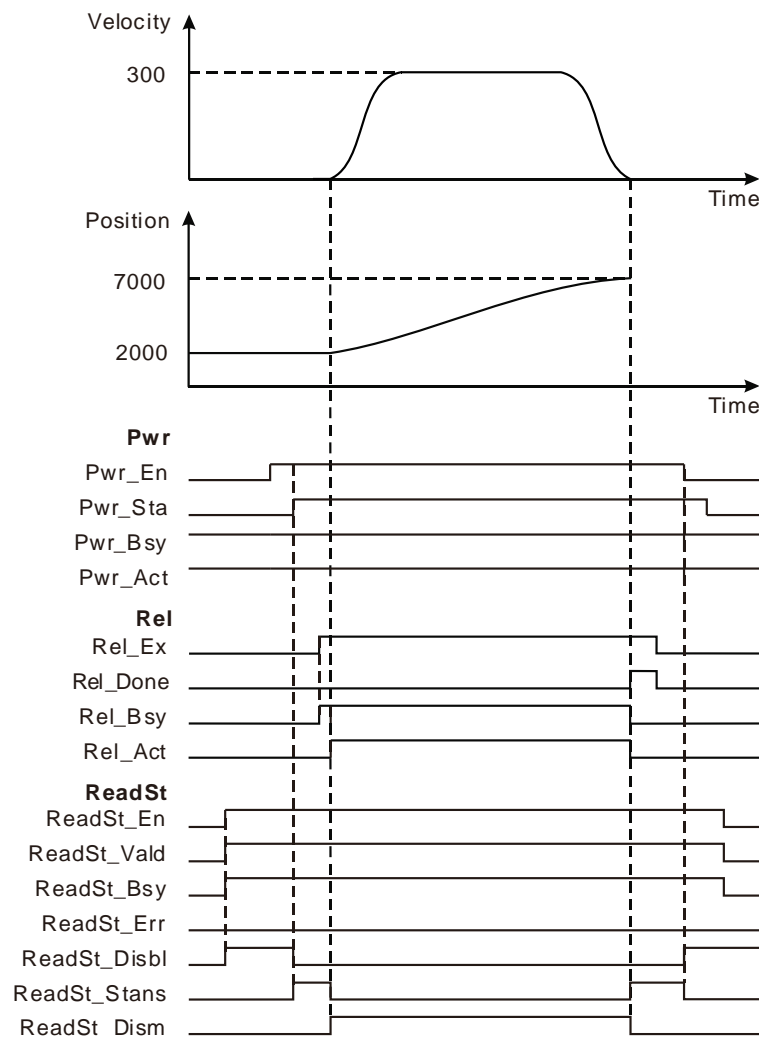 Velocity
300
Time
Position
7000
2000
Time
Pwr
Pwr_En
Pwr_Sta
Pwr_Bsy
Pwr_Act
Rel
Rel_Ex
Rel_Done
Rel_Bsy
Rel_Act
ReadSt
ReadSt_En
ReadSt_Vald
ReadSt_Bsy
ReadSt_Err
ReadSt_Disbl
ReadSt_Stans
ReadSt Dism